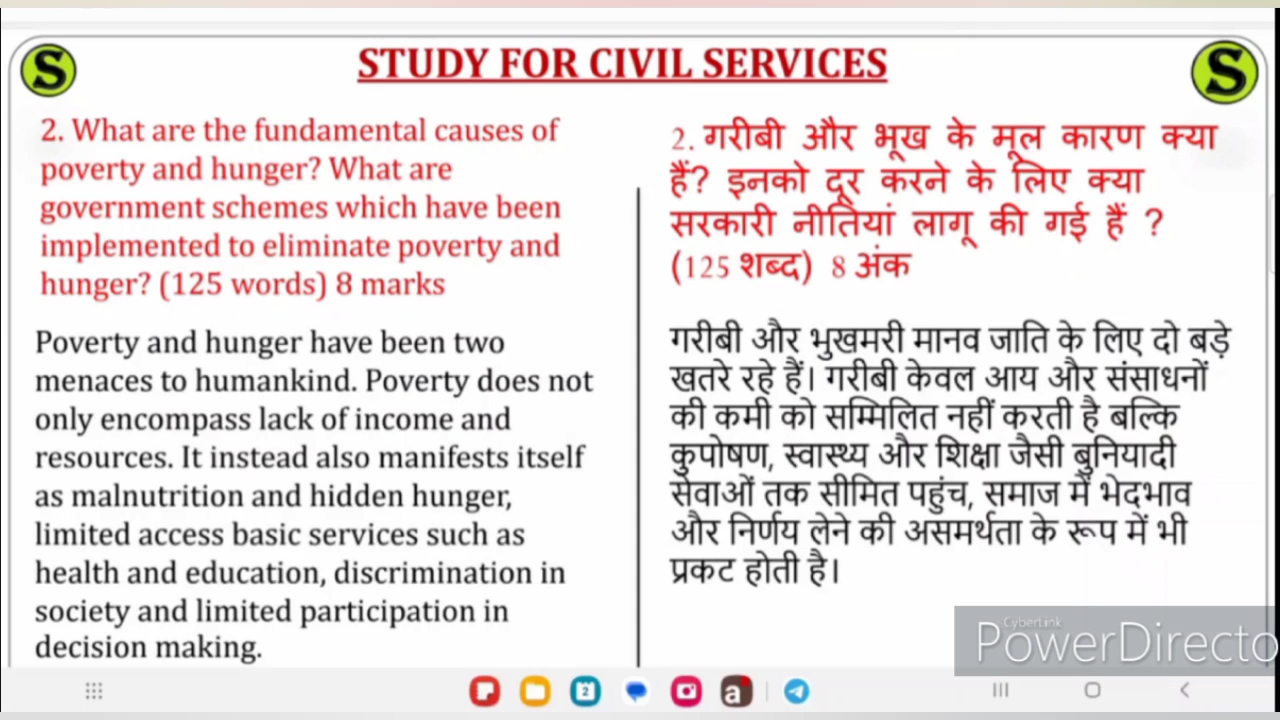 S
STUDY FOR CIVIL SERVICES
S
2. What are the fundamental causes of
poverty and hunger? What are
government schemes which have been
implemented to eliminate poverty and
hunger? (125 words) 8 marks
Poverty and hunger have been two
menaces to humankind. Poverty does not
only encompass lack of income and
resources. It instead also manifests itself
as malnutrition and hidden hunger,
limited access basic services such as
health and education, discrimination in
society and limited participation in
decision making.
2. गरीबी और भूख के मूल कारण क्या
हैं? इनको दूर करने के लिए क्या
सरकारी नीतियां लागू की गई हैं ?
(125 शब्द) 8 अंक
गरीबी और भुखमरी मानव जाति के लिए दो बड़े
खतरे रहे हैं। गरीबी केवल आय और संसाधनों
की कमी को सम्मिलित नहीं करती है बल्कि
कुपोषण, स्वास्थ्य और शिक्षा जैसी बुनियादी
सेवाओं तक सीमित पहुंच, समाज में भेदभाव
और निर्णय लेने की असमर्थता के रूप में भी
प्रकट होती है।
CyberLink
PowerDirecto
2
a